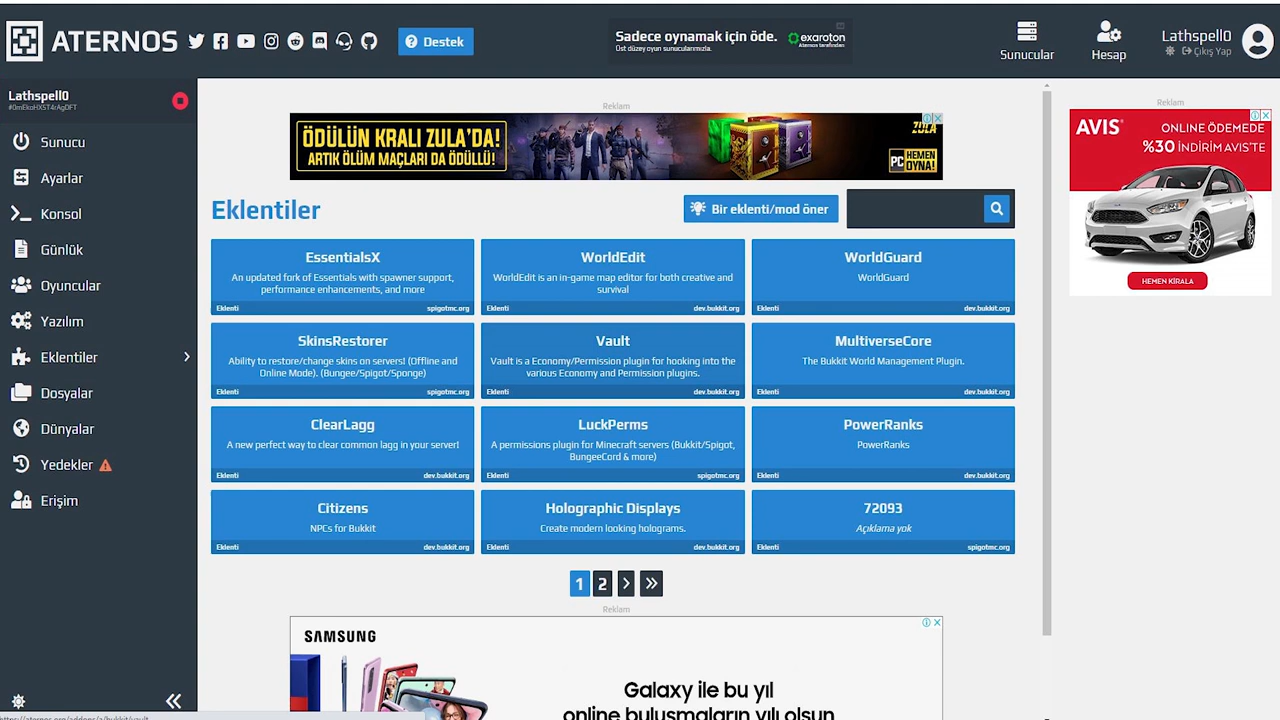 ATERNOS
Destek
Sadece oynamak için öde.
Üst düzey oyun sunucularımızla.
exaroton
Aternos tarafından
Sunucular
Hesap
Lathspell0
Çıkış Yap
Lathspell0
Sunucu
Ayarlar
Konsol
Günlük
Oyuncular
Yazılım
Eklentiler
Dosyalar
Dünyalar
Yedekler
Erişim
Reklam
ÖDÜLÜN KRALI ZULA'DA!
ARTIK ÖLÜM MAÇLARI DA ÖDÜLLÜ!
ZULA
PC HEMEN
OYNA!
Eklentiler
Bir eklenti/mod öner
EssentialsX
An updated fork of Essentials with spawner support,
performance enhancements, and more
Eklenti
spigotmc.org
WorldEdit
WorldEdit is an in-game map editor for both creative and
survival
Eklenti
dev.bukkit.org
WorldGuard
WorldGuard
Eklenti
dev.bukkit.org
SkinsRestorer
Ability to restore/change skins on servers! (Offline and
Online Mode). (Bungee/Spigot/Sponge)
Eklenti
spigotmc.org
Vault
Vault is a Economy/Permission plugin for hooking into the
various Economy and Permission plugins.
Eklenti
dev.bukkit.org
MultiverseCore
The Bukkit World Management Plugin.
Eklenti
dev.bukkit.org
ClearLagg
A new perfect way to clear common lagg in your server!
Eklenti
dev.bukkit.org
LuckPerms
A permissions plugin for Minecraft servers (Bukkit/Spigot,
BungeeCord & more)
Eklenti
spigotmc.org
PowerRanks
PowerRanks
Eklenti
dev.bukkit.org
Citizens
NPCs for Bukkit
Eklenti
dev.bukkit.org
Holographic Displays
Create modern looking holograms.
Eklenti
dev.bukkit.org
72093
Açıklama yok
Eklenti
spigotmc.org
1 2
Reklam
SAMSUNG
Galaxy ile bu yıl
online buluşmaların yılı olsun
Reklam
AVIS
ONLINE ÖDEMEDE
%30 İNDİRİM AVIS'TE
HEMEN KİRALA
https://aternos.org/addons/a/bukkit/vault